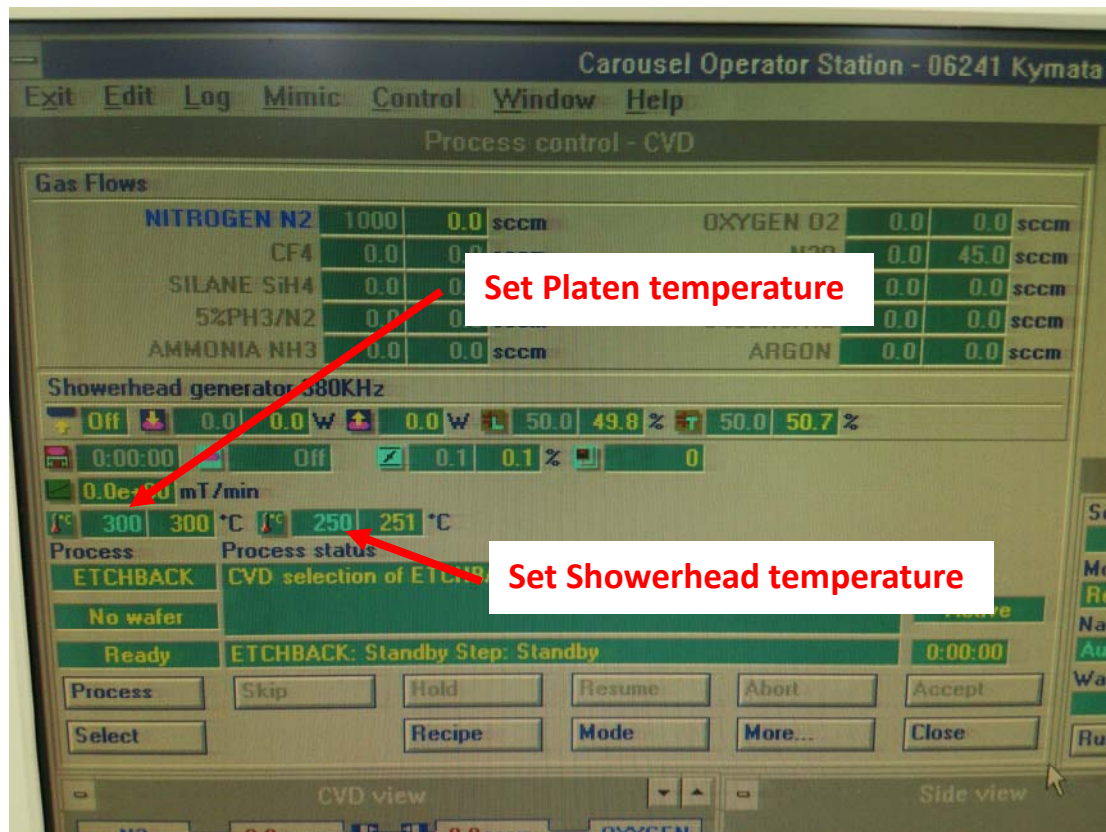 Carousel Operator Station - 06241 Kymata
Exit Edit Log Mimic Control Window Help
Process control - CVD
Gas Flows
NITROGEN N2 1000 0.0 sccm OXYGEN O2 0.0 0.0 sccm
CF4 0.0 0.0 45.0 sccm
SILANE SiH4 0.0 0.0 0.0 sccm
Set Platen temperature
5%PH3/N2 0.0 0.0 0.0 sccm
AMMONIA NH3 0.0 0.0 sccm ARGON 0.0 0.0 sccm
Showerhead generator 380KHz
Off 0.0 0.0 W 0.0 W L 50.0 49.8 % T 50.0 50.7 %
0:00:00 Off 0.1 0.1 % 0
mT/min
°C 300 300 °C °C 250 251 °C
Process Process status
ETCHBACK CVD selection of
Set Showerhead temperature
No wafer
Ready ETCHBACK: Standby Step: Standby 0:00:00
Process Skip Hold Resume Abort Accept
Select Recipe Mode More... Close
CVD view Side view